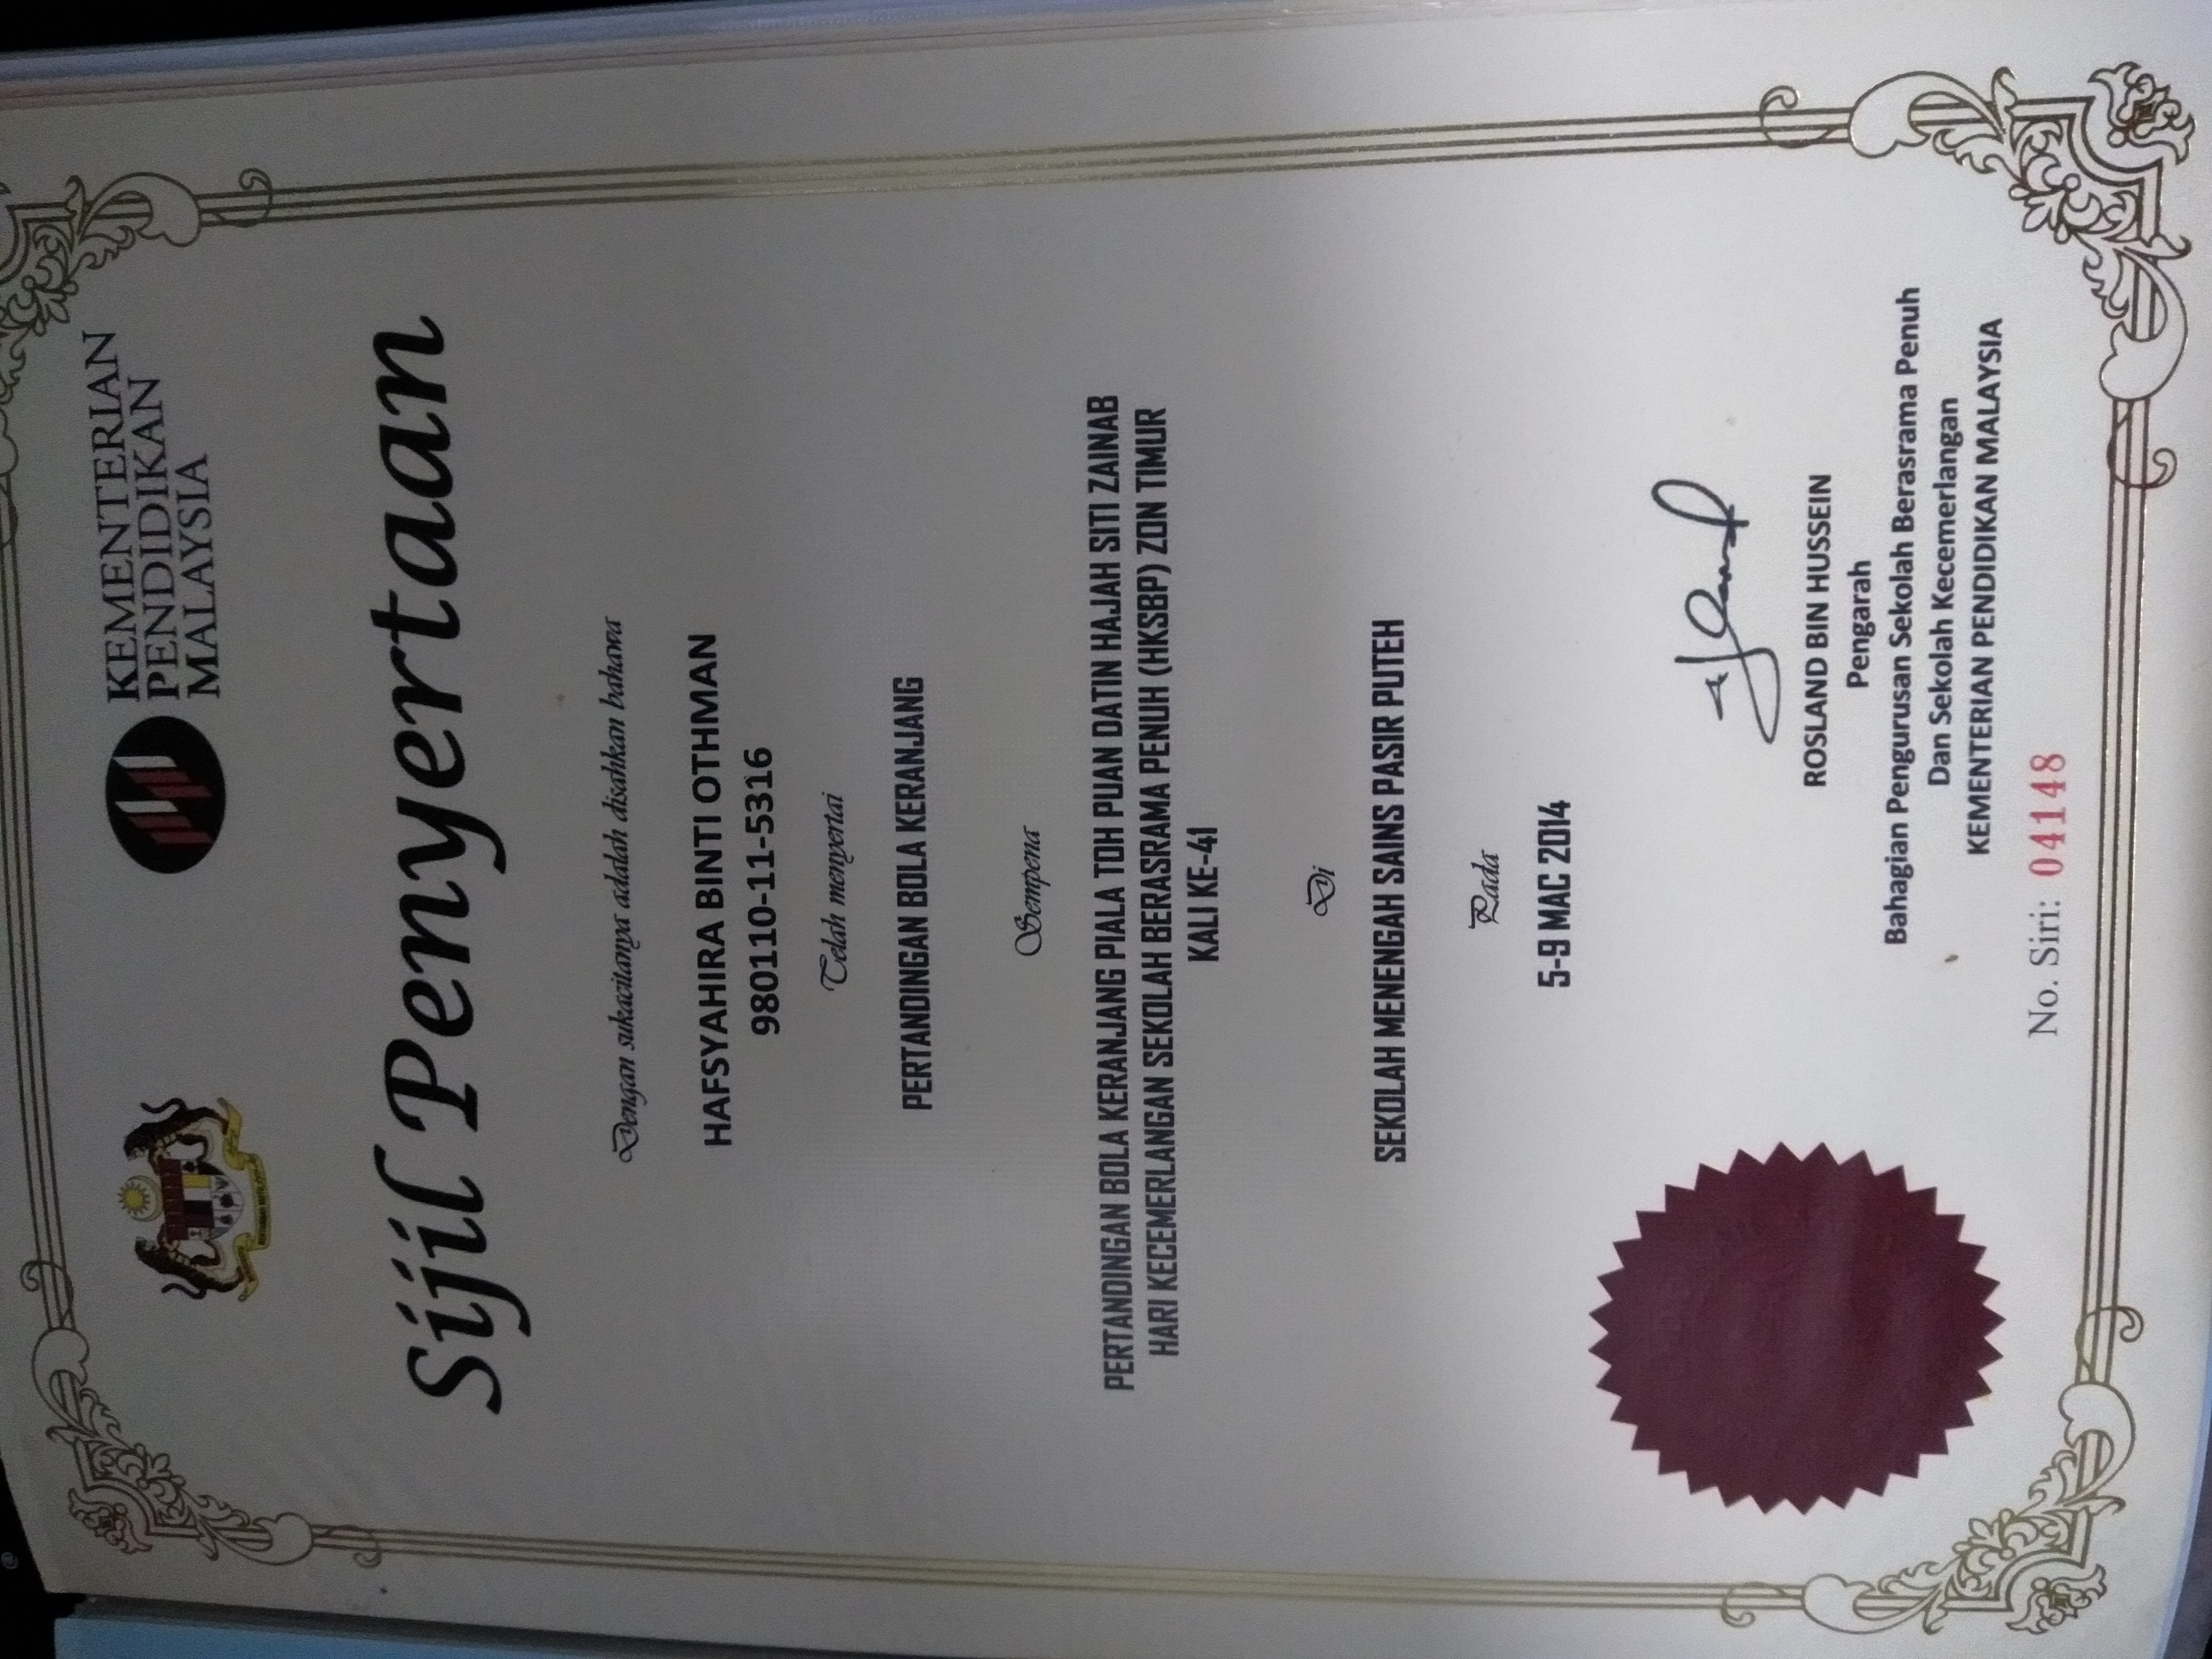 KEMENTERIAN
PENDIDIKAN
MALAYSIA
Sijil Penyertaan
Dengan sukacitanya adalah disahkan bahawa
HAFSYAHIRA BINTI OTHMAN
980110-11-5316
Telah menyertai
PERTANDINGAN BOLA KERANJANG
Sempena
PERTANDINGAN BOLA KERANJANG PIALA TOH PUAN DATIN HAJAH SITI ZAINAB
HARI KECEMERLANGAN SEKOLAH BERASRAMA PENUH (HKSBP) ZON TIMUR
KALI KE-41
Di
SEKOLAH MENENGAH SAINS PASIR PUTEH
Pada
5-9 MAC 2014
ROSLAND BIN HUSSEIN
Pengarah
Bahagian Pengurusan Sekolah Berasrama Penuh
Dan Sekolah Kecemerlangan
KEMENTERIAN PENDIDIKAN MALAYSIA
No. Siri: 04148